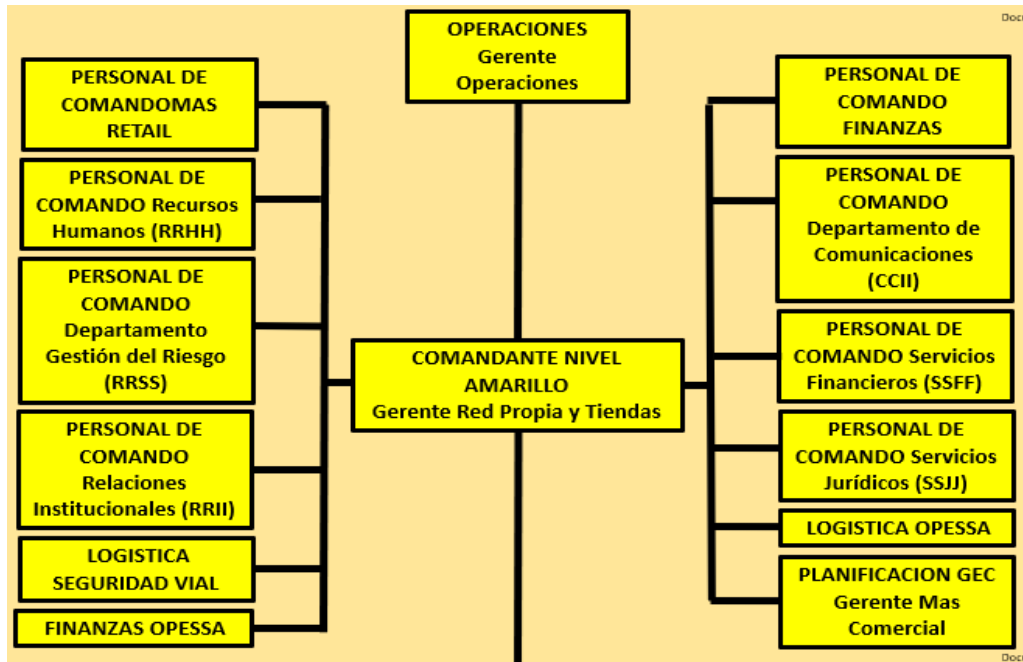 OPERACIONES
Gerente
Operaciones
PERSONAL DE
COMANDOMAS
RETAIL
PERSONAL DE
COMANDO Recursos
Humanos (RRHH)
PERSONAL DE
COMANDO
Departamento
Gestión del Riesgo
(RRSS)
PERSONAL DE
COMANDO
Relaciones
Institucionales (RRII)
LOGISTICA
SEGURIDAD VIAL
FINANZAS OPESSA
COMANDANTE NIVEL
AMARILLO
Gerente Red Propia y Tiendas
PERSONAL DE
COMANDO
FINANZAS
PERSONAL DE
COMANDO
Departamento de
Comunicaciones
(CCII)
PERSONAL DE
COMANDO Servicios
Financieros (SSFF)
PERSONAL DE
COMANDO Servicios
Jurídicos (SSJJ)
LOGISTICA OPESSA
PLANIFICACION GEC
Gerente Mas
Comercial